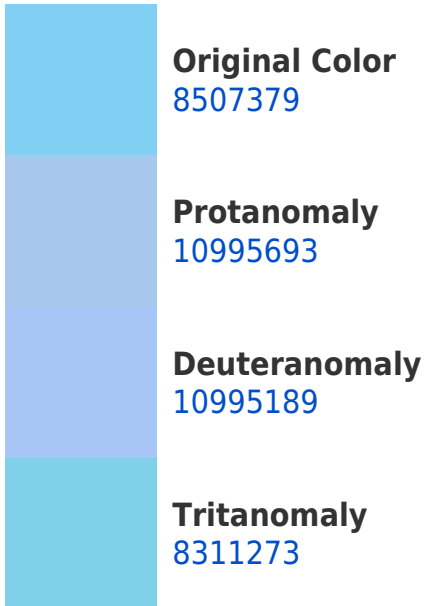 Original Color
8507379
Protanomaly
10995693
Deuteranomaly
10995189
Tritanomaly
8311273